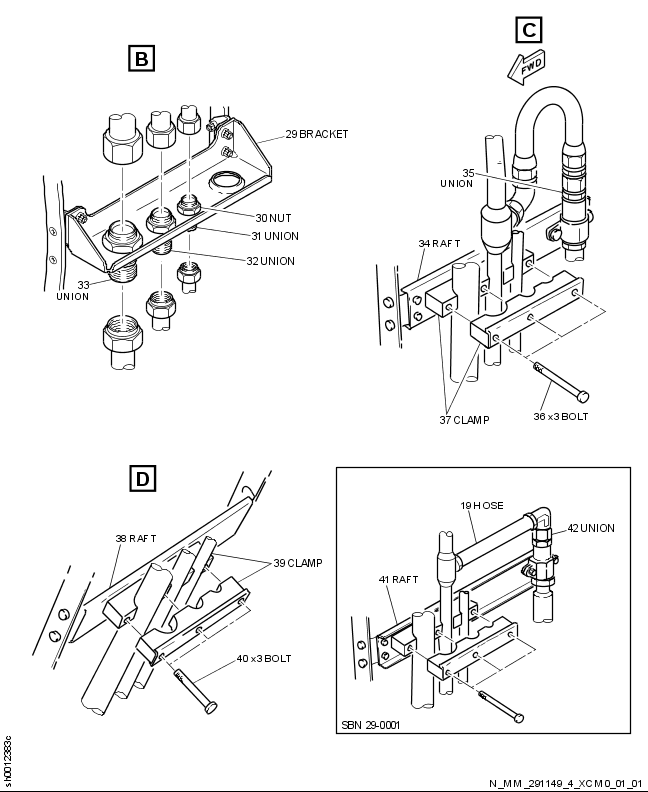 B
C
FWD
29 BRACKET
30 NUT
31 UNION
32 UNION
33
UNION
35
UNION
34 RAFT
36 x3 BOLT
37 CLAMP
D
38 RAFT
39 CLAMP
40 x3 BOLT
19 HOSE
42 UNION
41 RAFT
SBN 29-0001
sh0012383c
N_MM_291149_4_XCM0_01_01